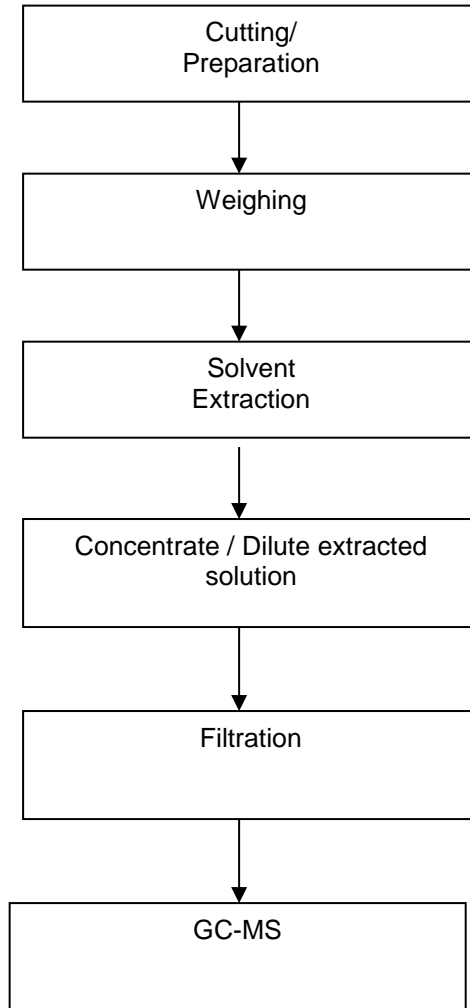 Cutting/
Preparation
Weighing
Solvent
Extraction
Concentrate / Dilute extracted
solution
Filtration
GC-MS